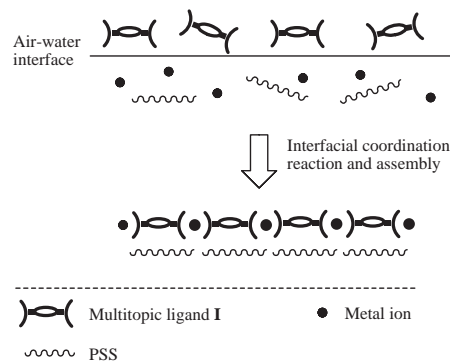 Air-water
interface
Interfacial coordination
reaction and assembly
Multitopic ligand I
Metal ion
PSS